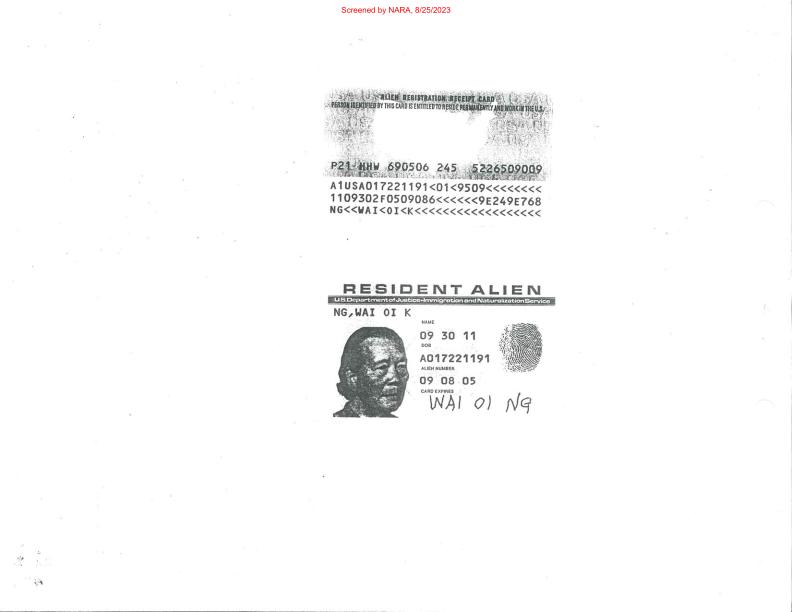 Screened by NARA, 8/25/2023
ALIEN REGISTRATION RECEIPT CARD
PERSON IDENTIFIED BY THIS CARD IS ENTITLED TO RESIDE PERMANENTLY AND WORK IN THE U.S.
P21 HHW 690506 245 5226509009
A1USA017221191<01<9509<<<<<<<<
1109302F0509086<<<<<<9E249E768
NG<<WAI<OI<K<<<<<<<<<<<<<<<<<<
RESIDENT ALIEN
U.S. Department of Justice-Immigration and Naturalization Service
NG,WAI OI K
NAME
09 30 11
DOB
A017221191
ALIEN NUMBER
09 08 05
CARD EXPIRES
WAI OI NG